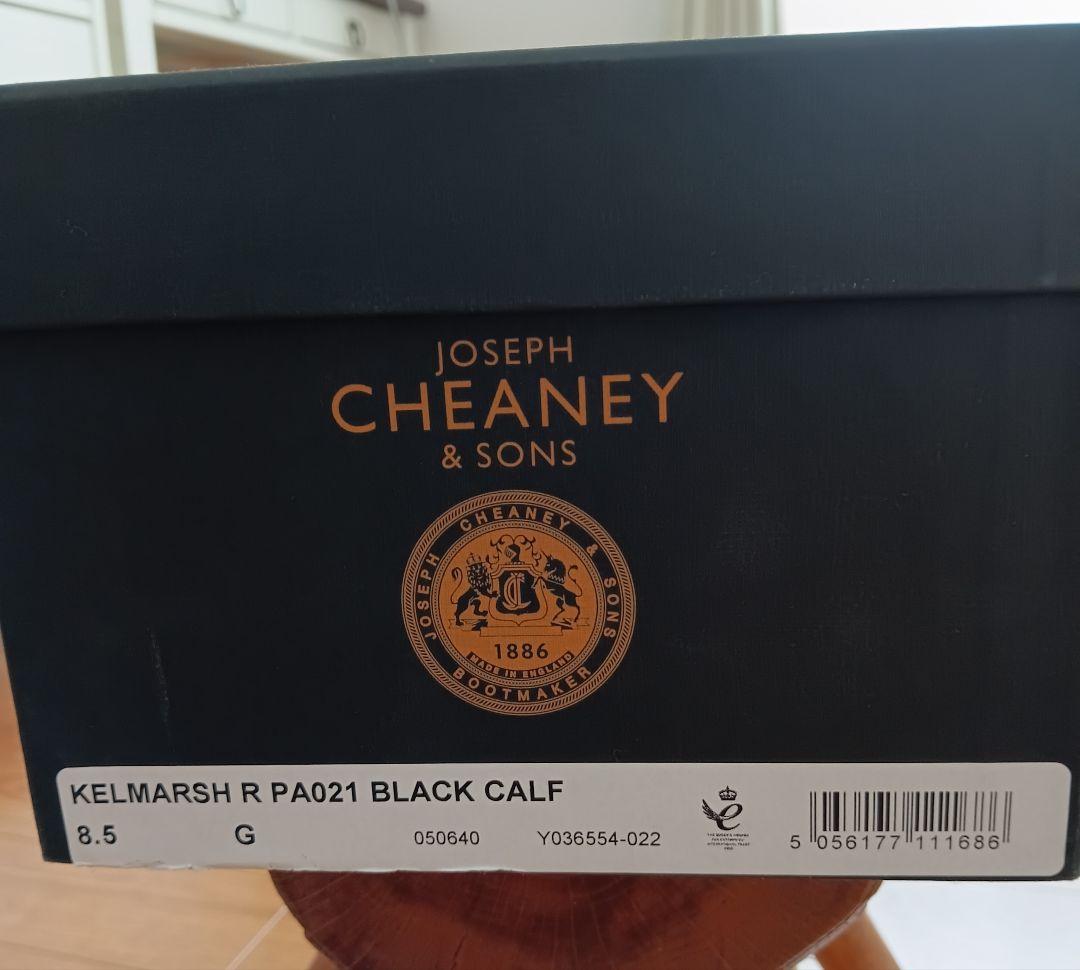 JOSEPH
CHEANEY
& SONS
JOSEPH CHEANEY & SONS
1886
MADE IN ENGLAND
BOOTMAKER
KELMARSH R PA021 BLACK CALF
8.5 G 050640 Y036554-022
5 056177 111686